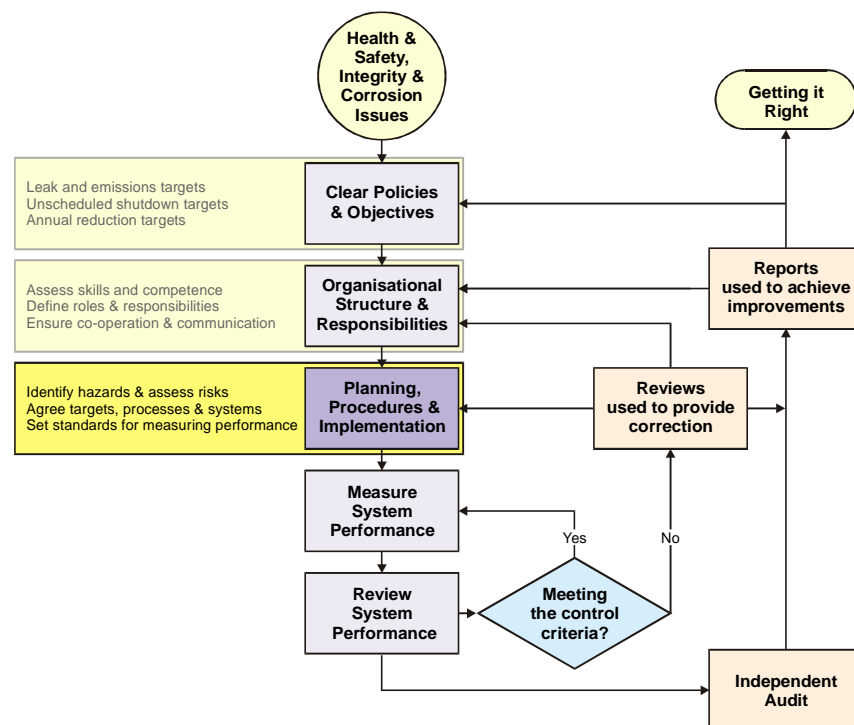 Health &
Safety,
Integrity &
Corrosion
Issues
Getting it
Right
Leak and emissions targets
Unscheduled shutdown targets
Annual reduction targets
Clear Policies
& Objectives
Assess skills and competence
Define roles & responsibilities
Ensure co-operation & communication
Organisational
Structure &
Responsibilities
Reports
used to achieve
improvements
Identify hazards & assess risks
Agree targets, processes & systems
Set standards for measuring performance
Planning,
Procedures &
Implementation
Reviews
used to provide
correction
Measure
System
Performance
Yes
No
Review
System
Performance
Meeting
the control
criteria?
Independent
Audit